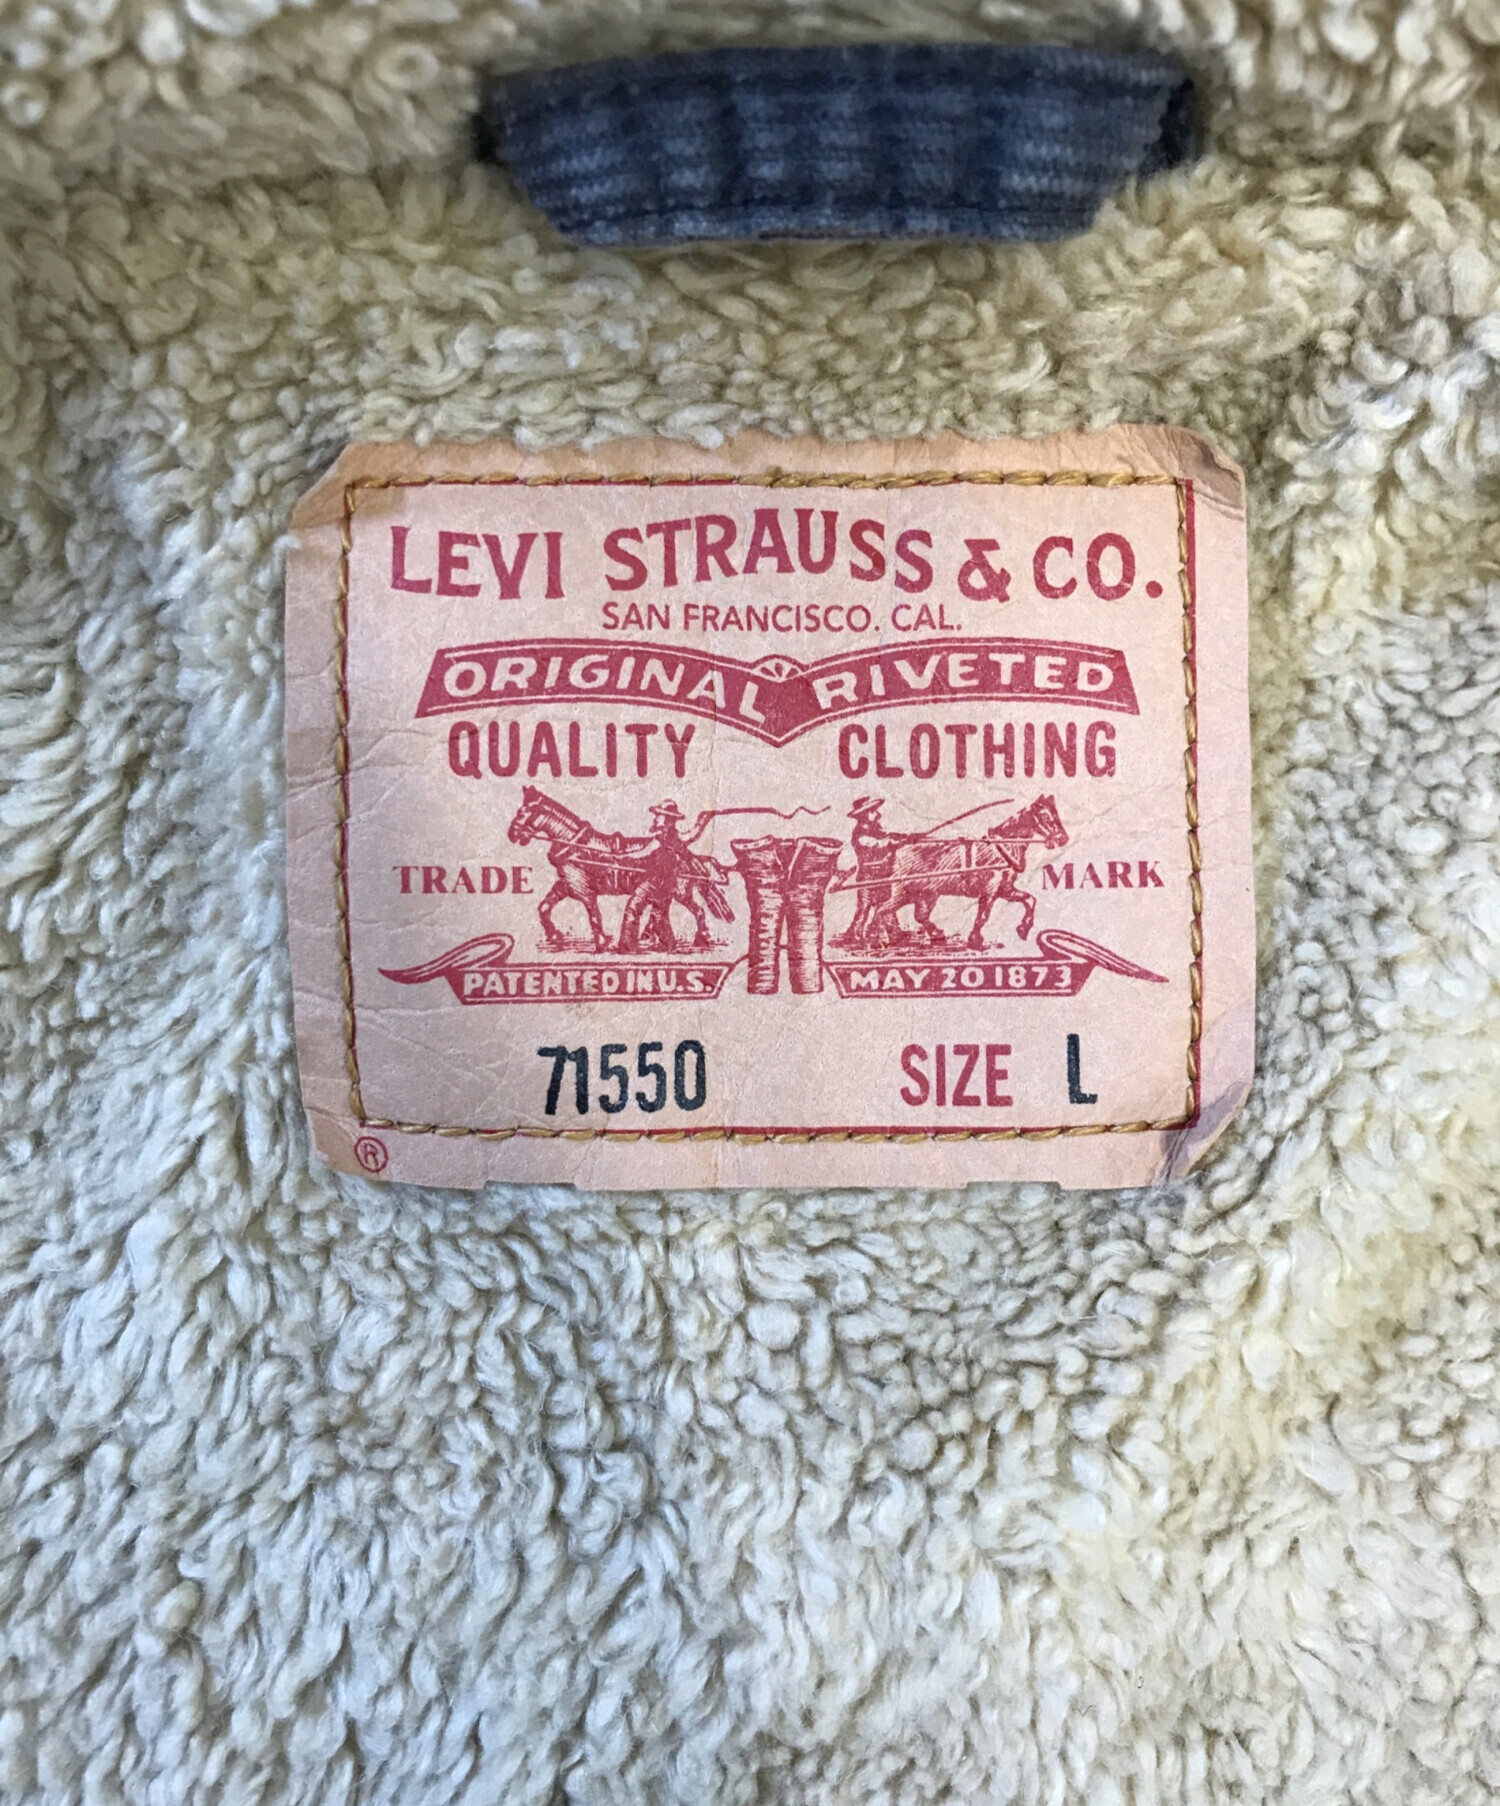 LEVI STRAUSS & CO.
SAN FRANCISCO. CAL.
ORIGINAL RIVETED
QUALITY CLOTHING
TRADE MARK
PATENTED IN U.S. MAY 20 1873
71550 SIZE L
®